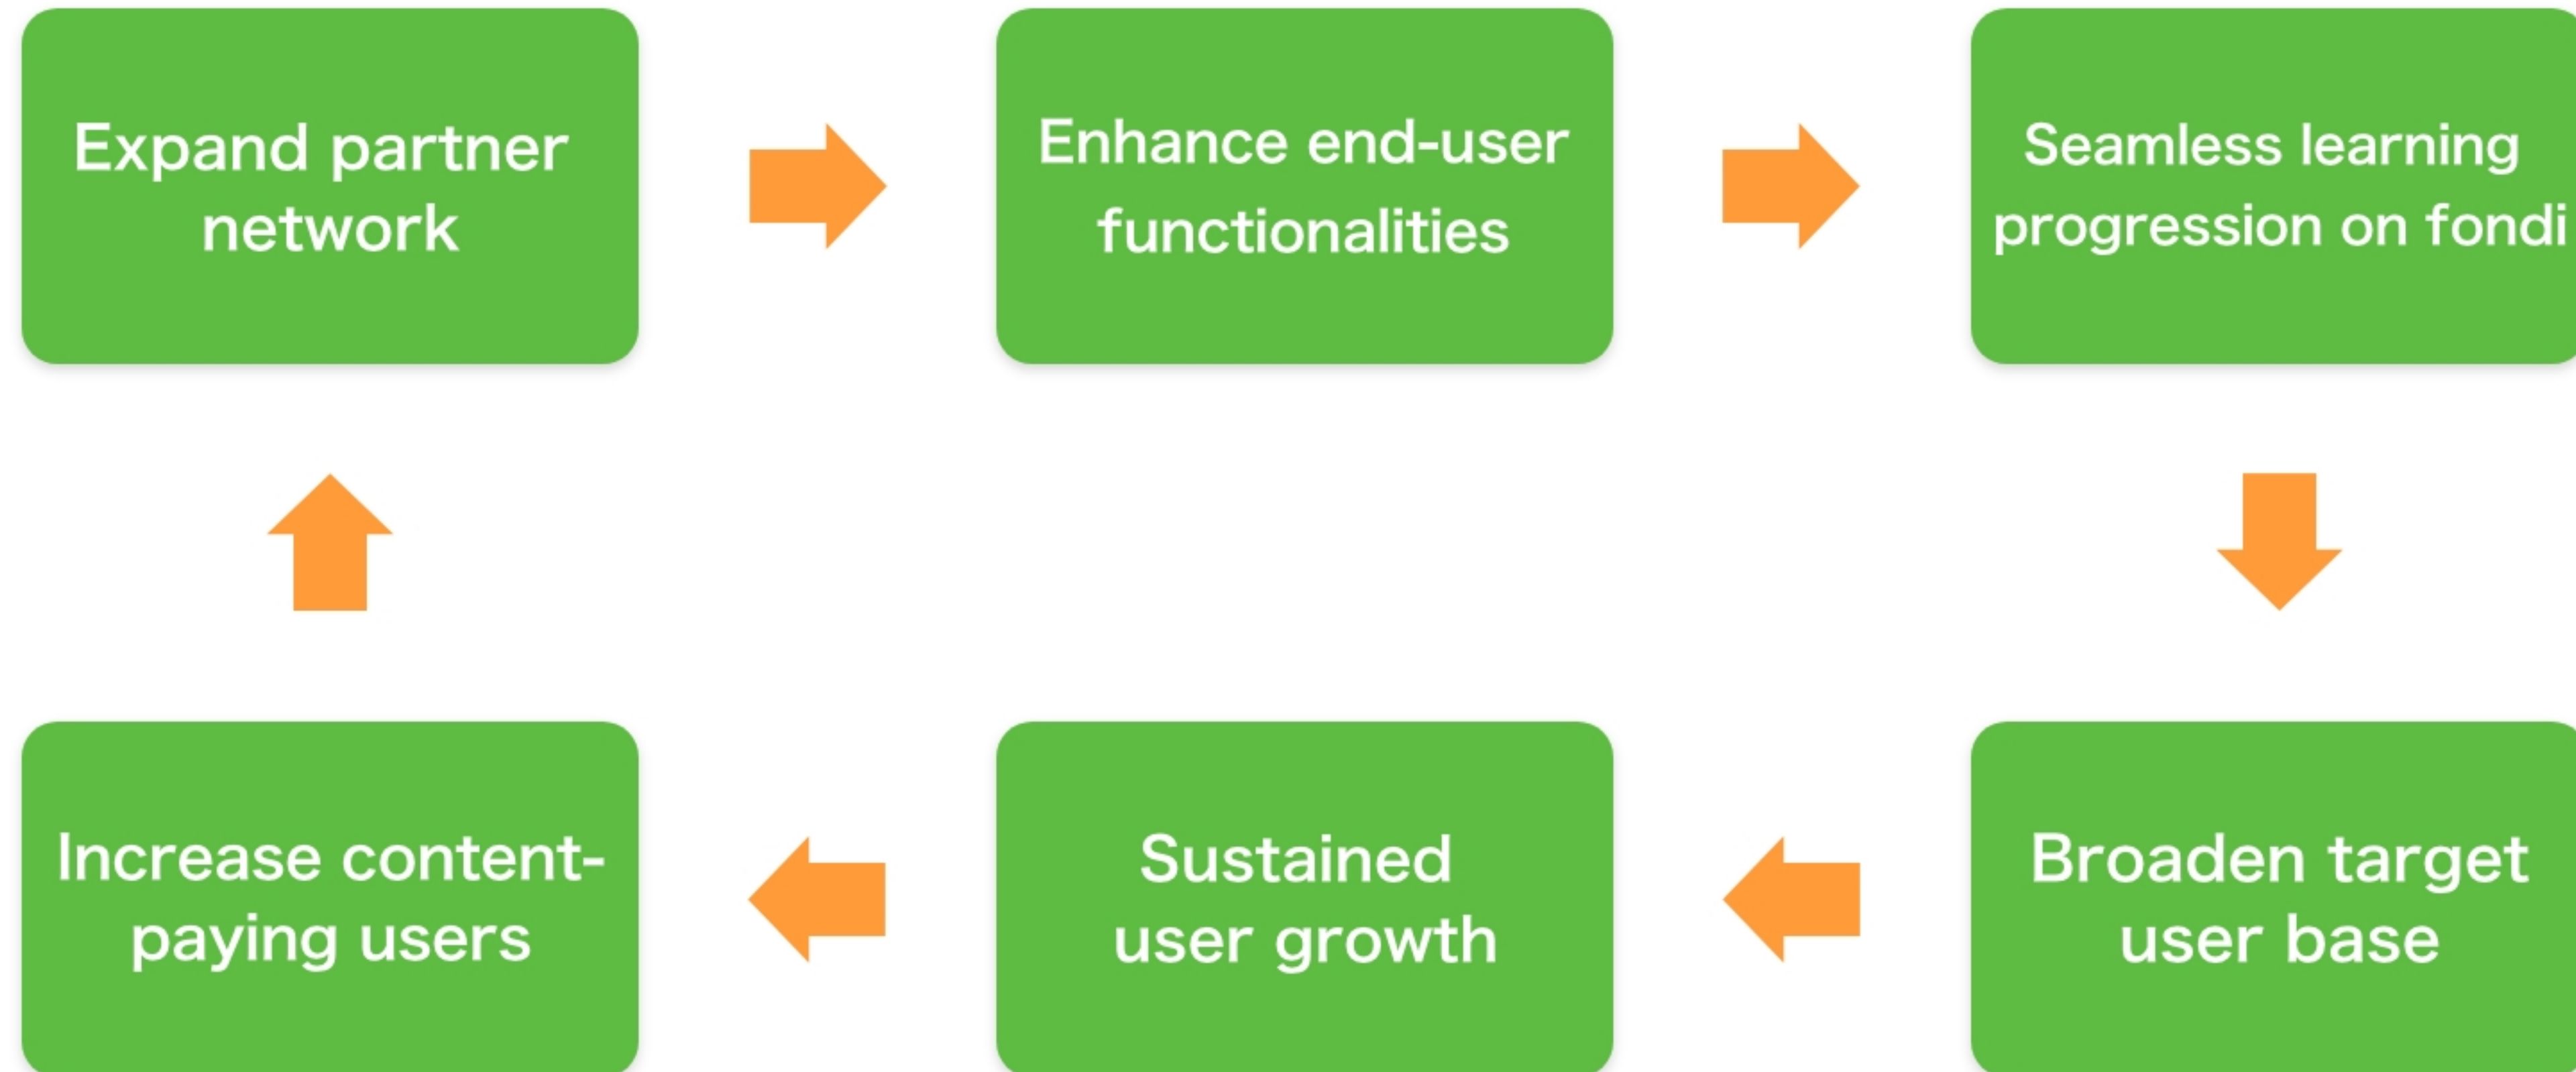 Expand partner
network
Enhance end-user
functionalities
Seamless learning
progression on fondi
Increase content-
paying users
Sustained
user growth
Broaden target
user base